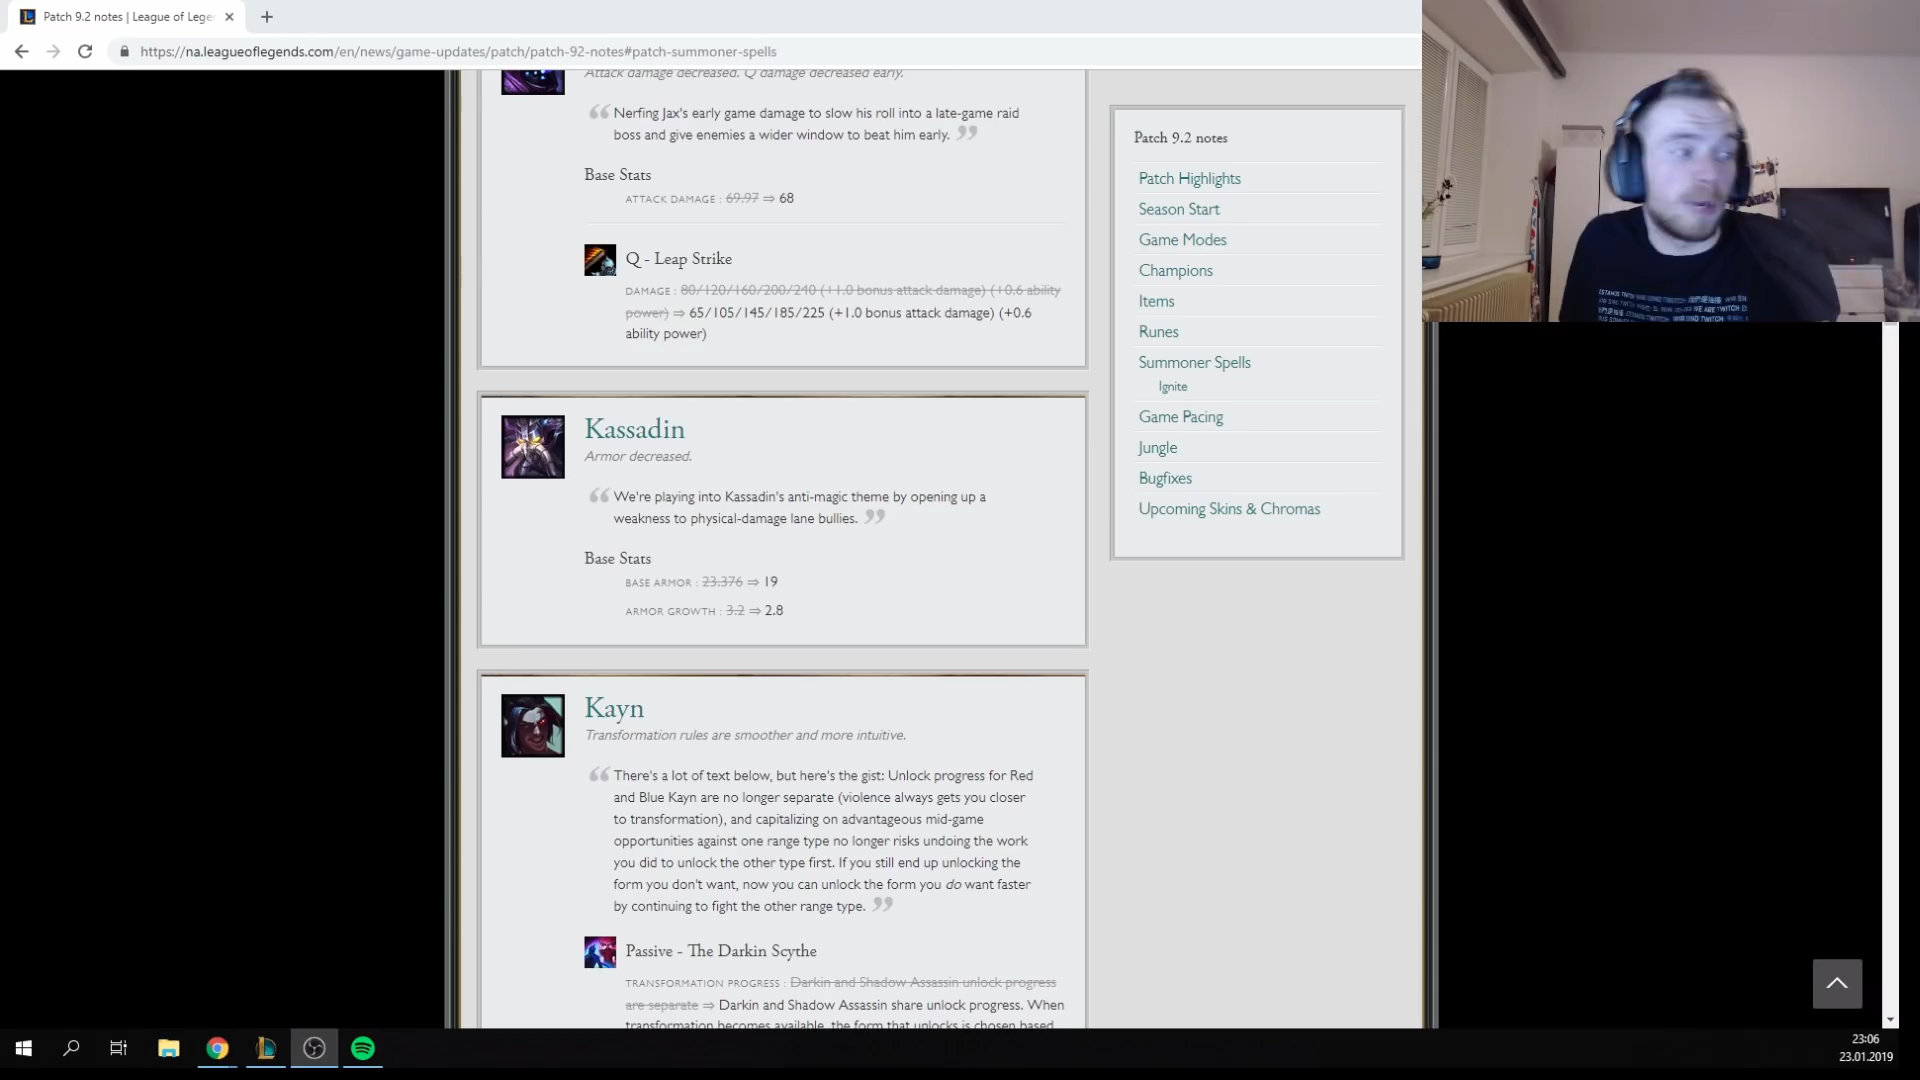 Patch 9.2 notes | League of Lege
https://na.leagueoflegends.com/en/news/game-updates/patch/patch-92-notes#patch-summoner-spells
Attack damage decreased. Q damage decreased early.
Nerfing Jax's early game damage to slow his roll into a late-game raid
boss and give enemies a wider window to beat him early.
Base Stats
ATTACK DAMAGE : 69.97 ⇒ 68
Q - Leap Strike
DAMAGE : 80/120/160/200/240 (+1.0 bonus attack damage) (+0.6 ability
power) ⇒ 65/105/145/185/225 (+1.0 bonus attack damage) (+0.6
ability power)
Kassadin
Armor decreased.
We're playing into Kassadin's anti-magic theme by opening up a
weakness to physical-damage lane bullies.
Base Stats
BASE ARMOR : 23.376 ⇒ 19
ARMOR GROWTH : 3.2 ⇒ 2.8
Kayn
Transformation rules are smoother and more intuitive.
There's a lot of text below, but here's the gist: Unlock progress for Red
and Blue Kayn are no longer separate (violence always gets you closer
to transformation), and capitalizing on advantageous mid-game
opportunities against one range type no longer risks undoing the work
you did to unlock the other type first. If you still end up unlocking the
form you don't want, now you can unlock the form you do want faster
by continuing to fight the other range type.
Passive - The Darkin Scythe
TRANSFORMATION PROGRESS : Darkin and Shadow Assassin unlock progress
are separate ⇒ Darkin and Shadow Assassin share unlock progress. When
transformation becomes available, the form that unlocks is chosen based
Patch 9.2 notes
Patch Highlights
Season Start
Game Modes
Champions
Items
Runes
Summoner Spells
Ignite
Game Pacing
Jungle
Bugfixes
Upcoming Skins & Chromas
23:06
23.01.2019